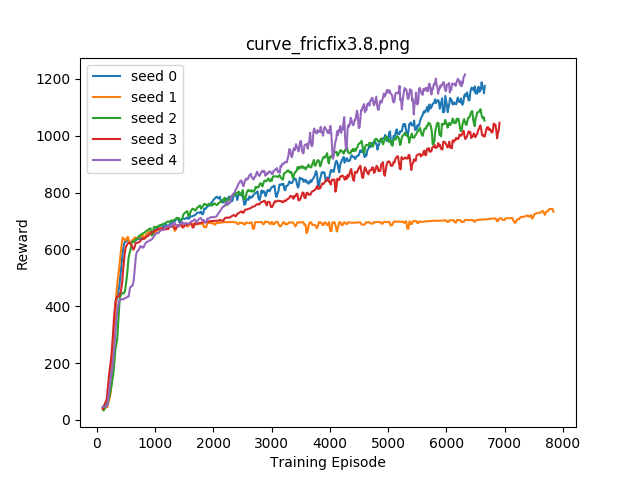 curve_fricfix3.8.png
seed 0
seed 1
seed 2
seed 3
seed 4
Reward
1200
1000
800
600
400
200
0
0 1000 2000 3000 4000 5000 6000 7000 8000
Training Episode